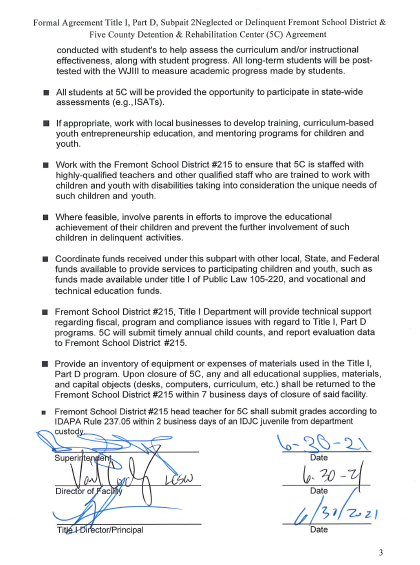 Formal Agreement Title I, Part D, Subpait 2Neglected or Delinquent Fremont School District &
Five County Detention & Rehabilitation Center (5C) Agreement
conducted with student's to help assess the curriculum and/or instructional
effectiveness, along with student progress. All long-term students will be post-
tested with the WJIII to measure academic progress made by students.
■ All students at 5C will be provided the opportunity to participate in state-wide
assessments (e.g.,ISATs).
■ If appropriate, work with local businesses to develop training, curriculum-based
youth entrepreneurship education, and mentoring programs for children and
youth.
■ Work with the Fremont School District #215 to ensure that 5C is staffed with
highly-qualified teachers and other qualified staff who are trained to work with
children and youth with disabilities taking into consideration the unique needs of
such children and youth.
■ Where feasible, involve parents in efforts to improve the educational
achievement of their children and prevent the further involvement of such
children in delinquent activities.
■ Coordinate funds received under this subpart with other local, State, and Federal
funds available to provide services to participating children and youth, such as
funds made available under title I of Public Law 105-220, and vocational and
technical education funds.
■ Fremont School District #215, Title I Department will provide technical support
regarding fiscal, program and compliance issues with regard to Title I, Part D
programs. 5C will submit timely annual child counts, and report evaluation data
to Fremont School District #215.
■ Provide an inventory of equipment or expenses of materials used in the Title I,
Part D program. Upon closure of 5C, any and all educational supplies, materials,
and capital objects (desks, computers, curriculum, etc.) shall be returned to the
Fremont School District #215 within 7 business days of closure of said facility.
■ Fremont School District #215 head teacher for 5C shall submit grades according to
IDAPA Rule 237.05 within 2 business days of an IDJC juvenile from department
custody.
6-30-21
Superintendent Date
LCSW 6-30-21
Director of Facility Date
6/30/2021
Title I Director/Principal Date
3